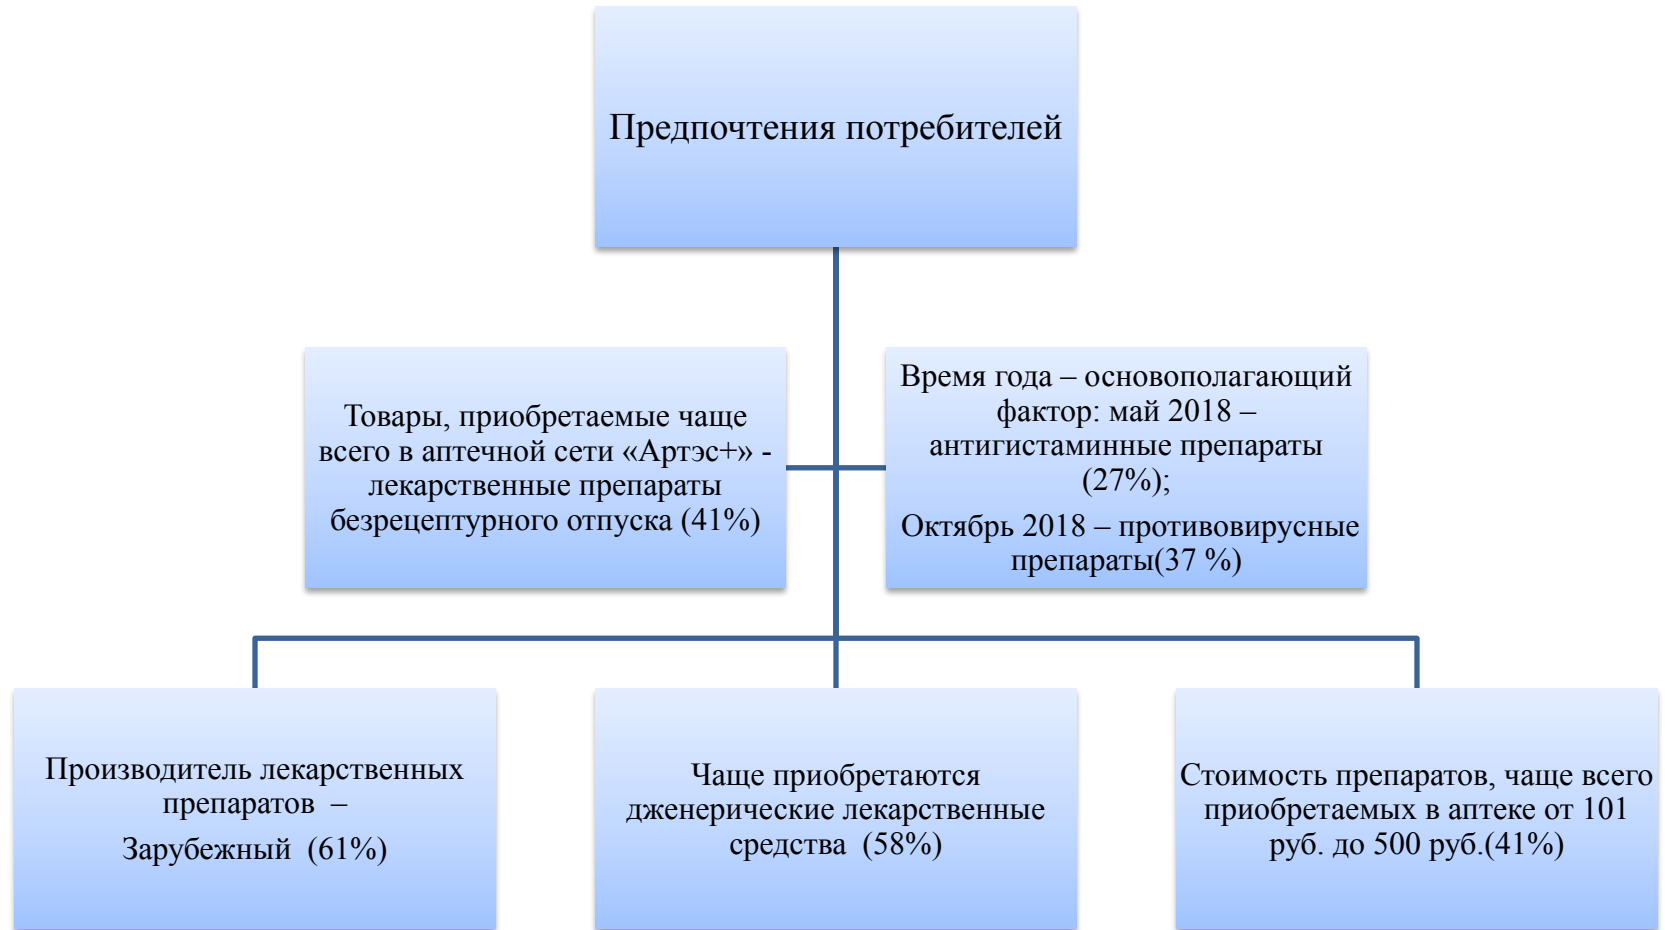 Предпочтения потребителей
Товары, приобретаемые чаще
всего в аптечной сети «Артэс+» -
лекарственные препараты
безрецептурного отпуска (41%)
Время года – основополагающий
фактор: май 2018 –
антигистаминные препараты
(27%);
Октябрь 2018 – противовирусные
препараты(37 %)
Производитель лекарственных
препаратов –
Зарубежный (61%)
Чаще приобретаются
дженерические лекарственные
средства (58%)
Стоимость препаратов, чаще всего
приобретаемых в аптеке от 101
руб. до 500 руб.(41%)